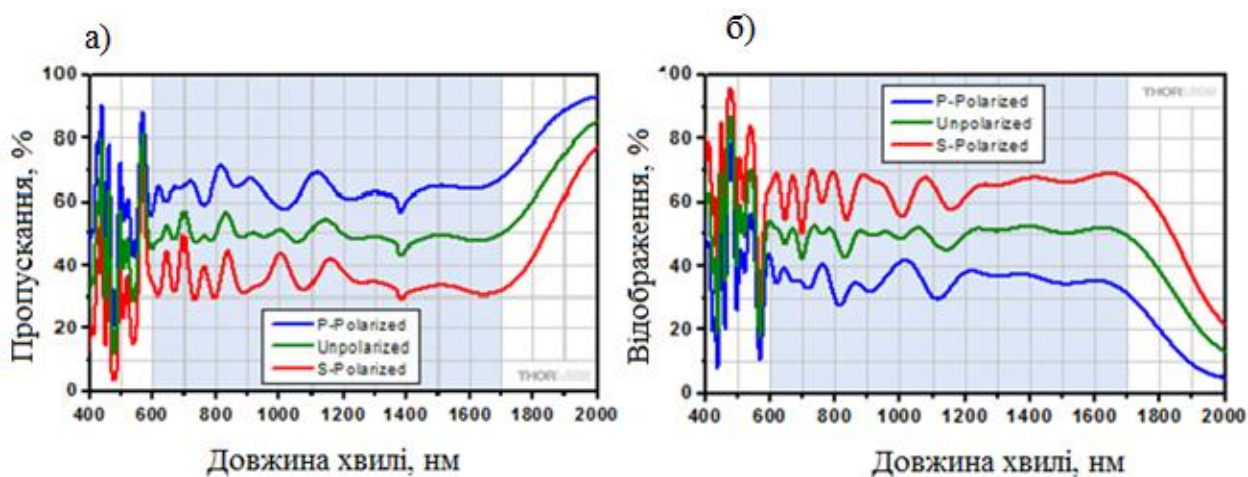 а)
б)
100
80
60
40
20
0
Пропускання, %
P-Polarized
Unpolarized
S-Polarized
THORLABS
400 600 800 1000 1200 1400 1600 1800 2000
Довжина хвилі, нм
100
80
60
40
20
0
Відображення, %
P-Polarized
Unpolarized
S-Polarized
THORLABS
400 600 800 1000 1200 1400 1600 1800 2000
Довжина хвилі, нм